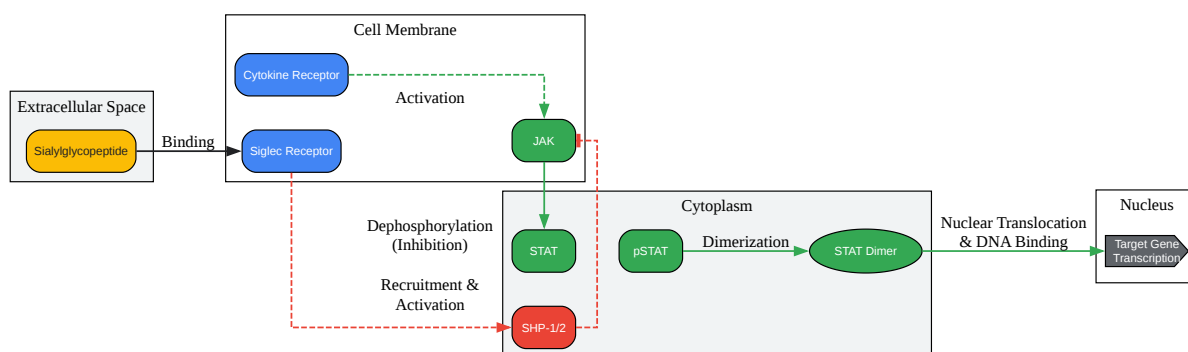 Cell Membrane
Cytokine Receptor
Activation
Extracellular Space
Sialylglycopeptide
Binding
Siglec Receptor
JAK
Cytoplasm
Nucleus
Dephosphorylation
(Inhibition)
STAT
pSTAT
Dimerization
STAT Dimer
Nuclear Translocation
& DNA Binding
Target Gene
Transcription
Recruitment &
Activation
SHP-1/2